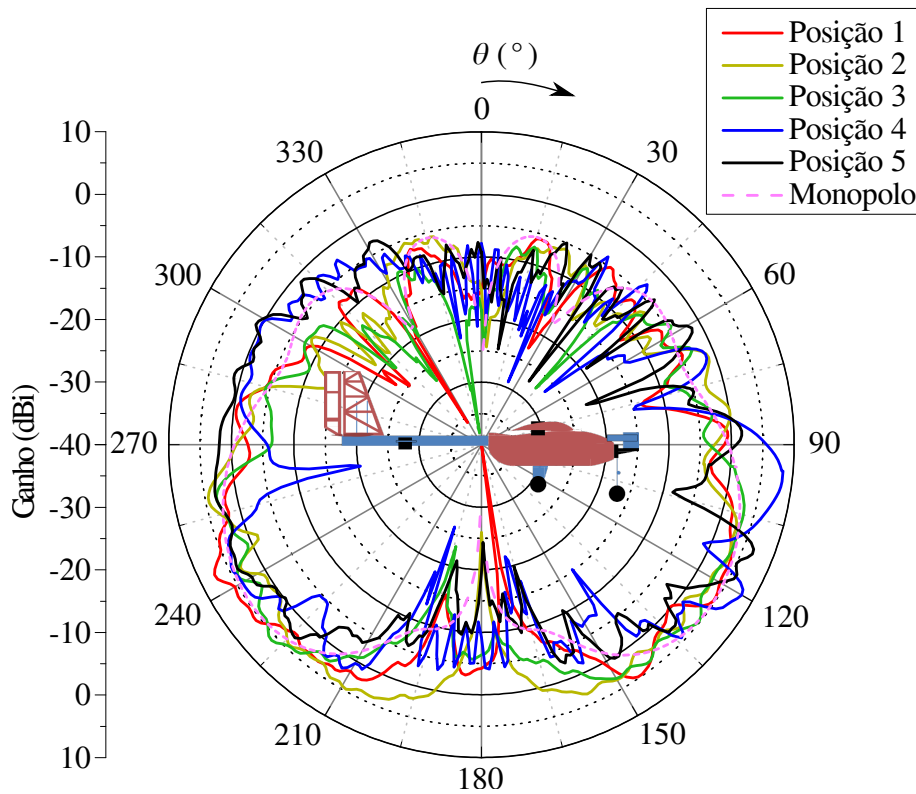 θ (°)
0
30
60
90
120
150
180
210
240
270
300
330
Posição 1
Posição 2
Posição 3
Posição 4
Posição 5
Monopolo
Ganho (dBi)
10
0
-10
-20
-30
-40
-30
-20
-10
0
10